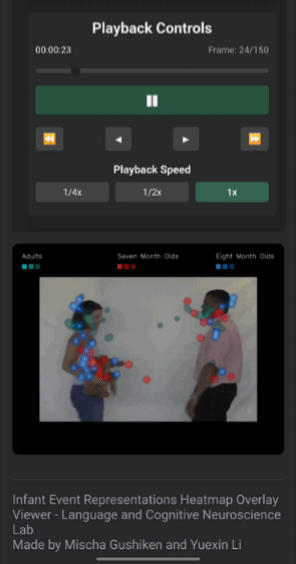 Playback Controls
00:00:23 Frame: 24/150
Playback Speed
1/4x 1/2x 1x
Adults Seven Month Olds Eight Month Olds
Infant Event Representations Heatmap Overlay
Viewer - Language and Cognitive Neuroscience
Lab
Made by Mischa Gushiken and Yuexin Li